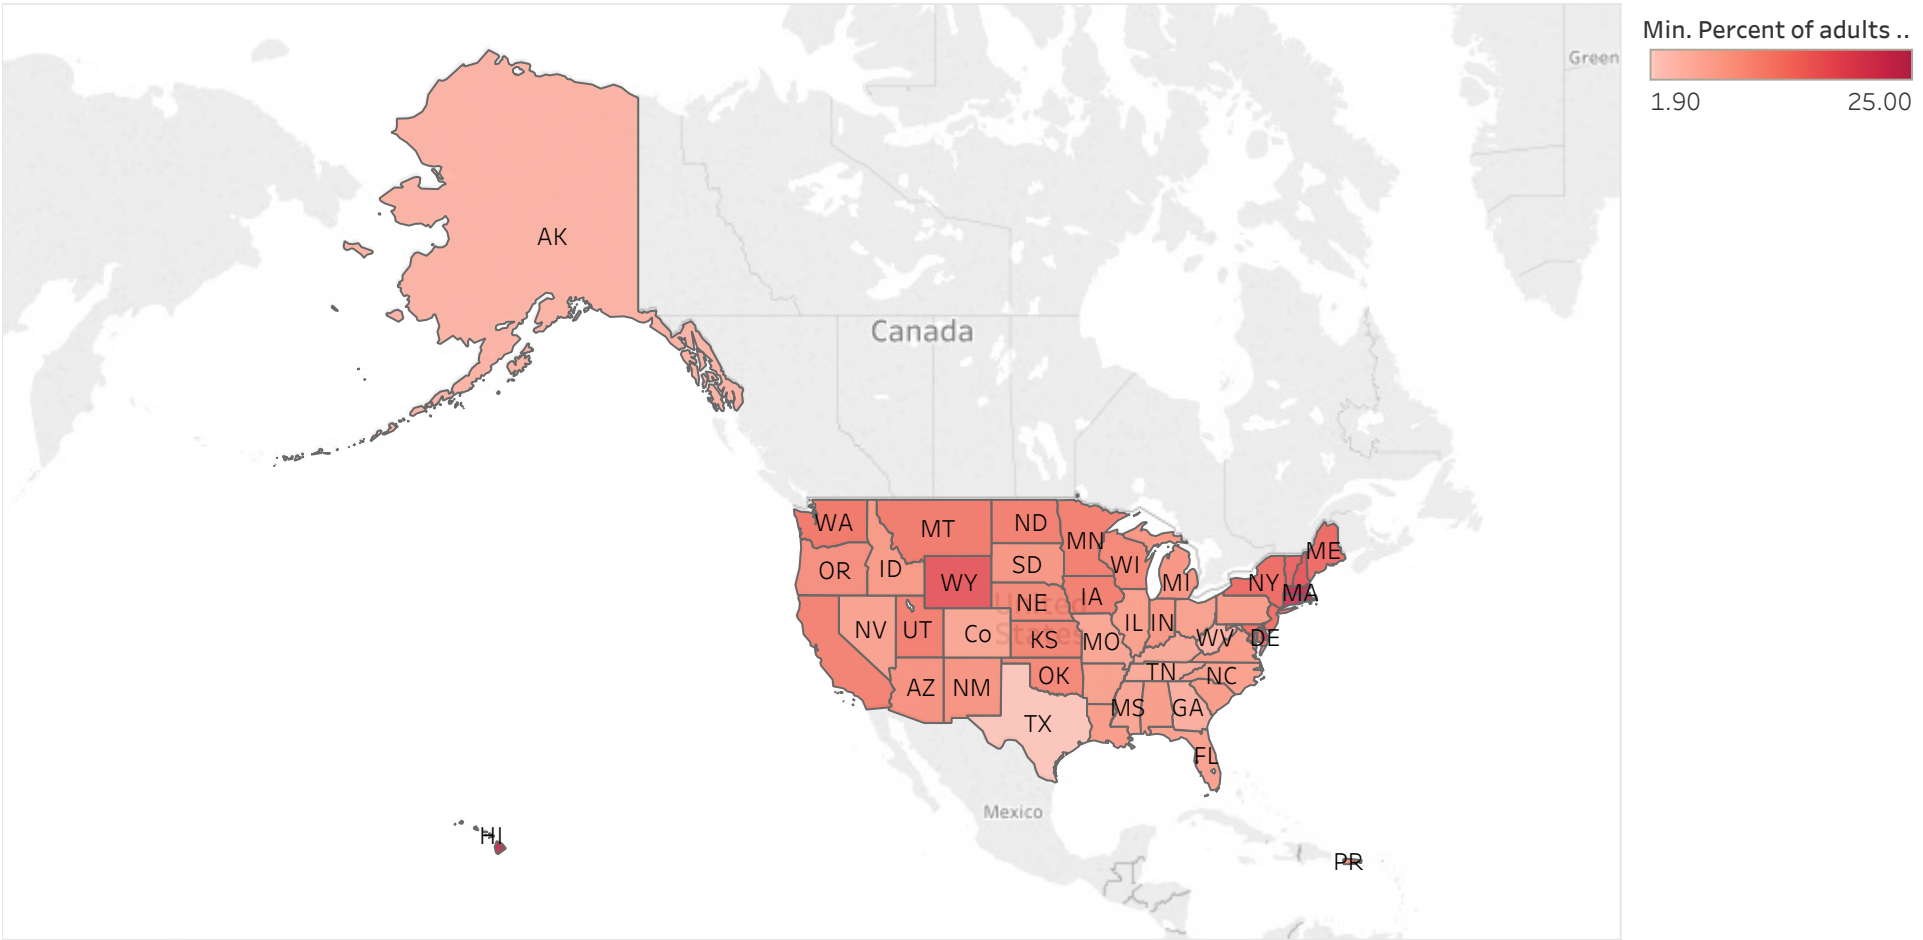 Min. Percent of adults ..
1.90 25.00
Green
AK
Canada
WA
MT
ND
MN
ME
OR
ID
WY
SD
WI
MI
NY
MA
United
States
NE
IA
NV
UT
Co
KS
MO
IL
IN
WV
DE
AZ
NM
OK
TN
NC
TX
MS
GA
FL
Mexico
HI
PR